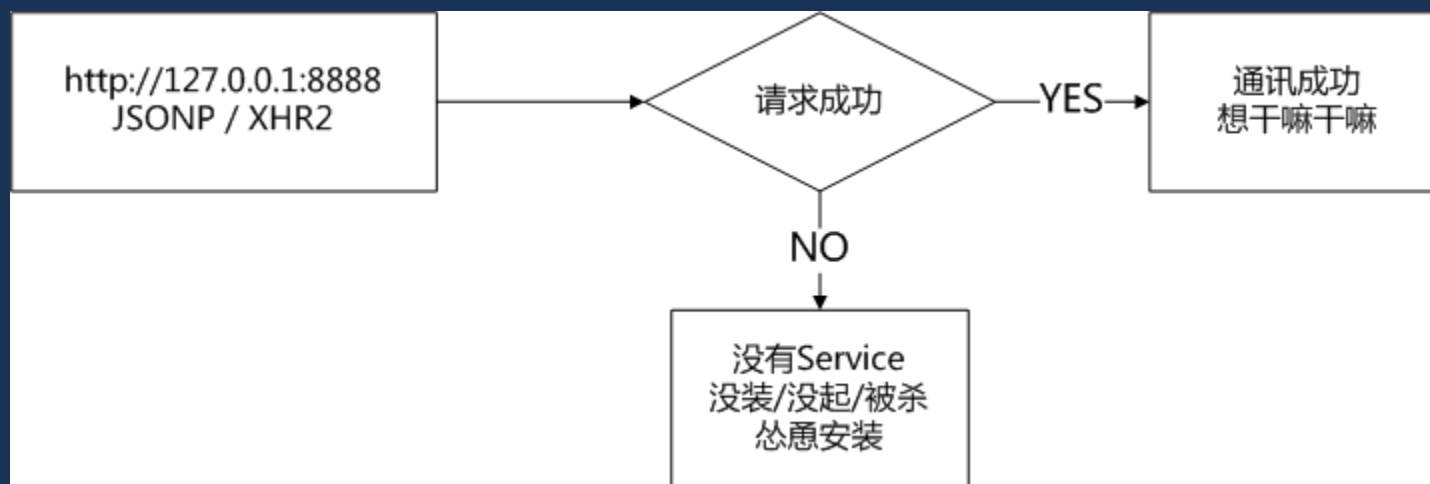 http://127.0.0.1:8888
JSONP / XHR2
请求成功
YES
通讯成功
想干嘛干嘛
NO
没有Service
没装/没起/被杀
怂恿安装